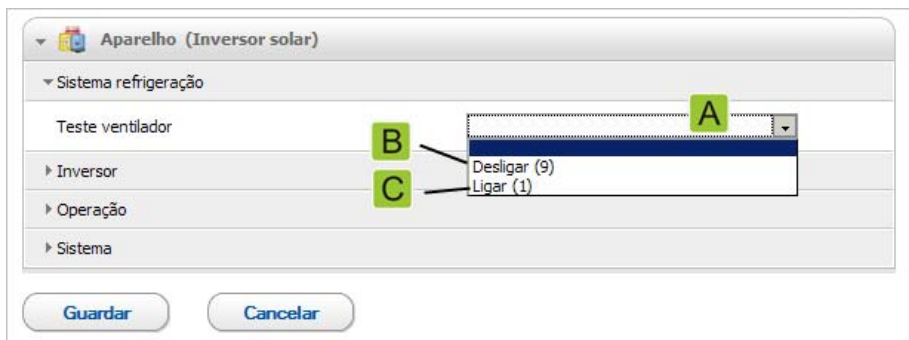 Aparelho (Inversor solar)
Sistema refrigeração
Teste ventilador
A
B
Desligar (9)
C
Ligar (1)
Inversor
Operação
Sistema
Guardar Cancelar